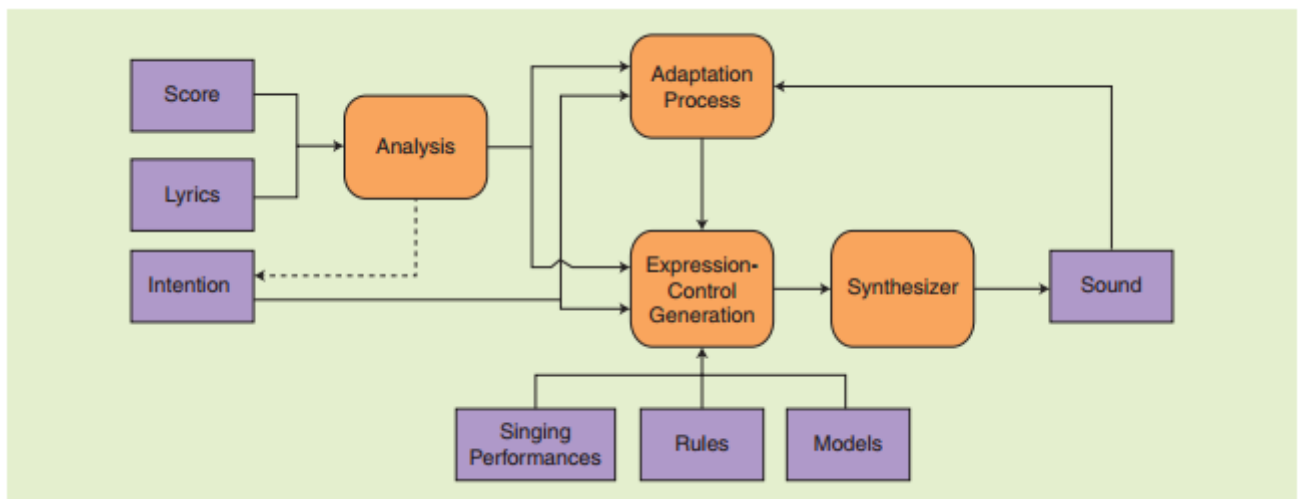 Score
Lyrics
Intention
Analysis
Adaptation
Process
Expression-
Control
Generation
Synthesizer
Sound
Singing
Performances
Rules
Models